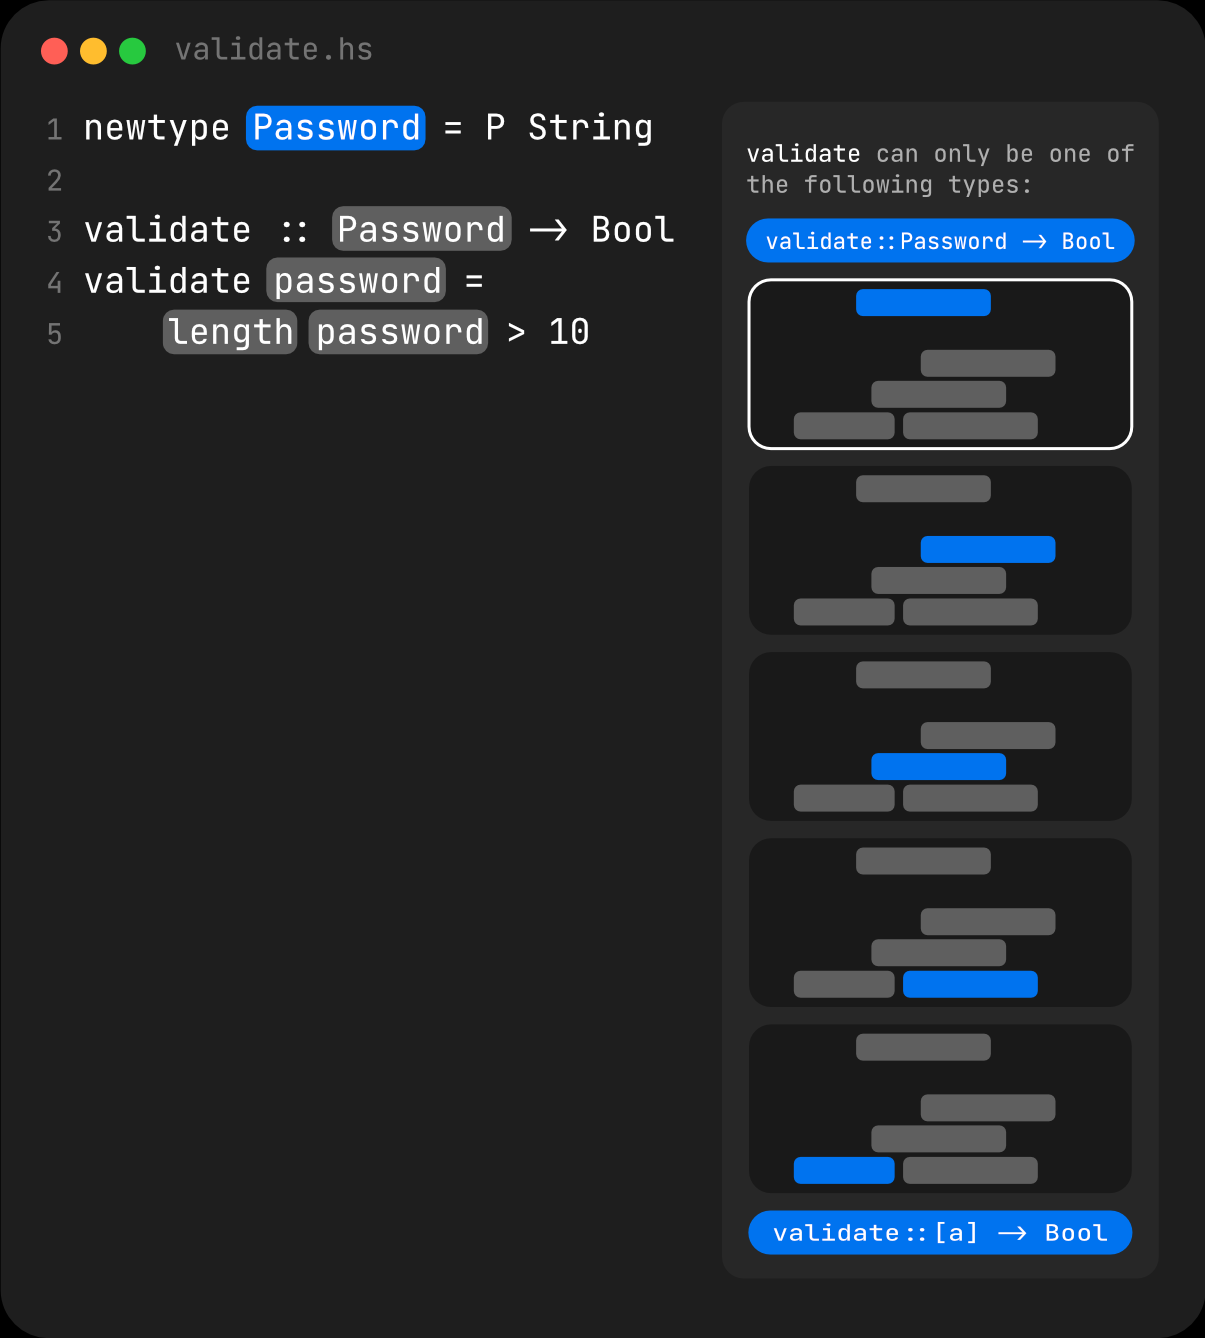 validate.hs
1 newtype Password = P String
2
3 validate :: Password -> Bool
4 validate password =
5     length password > 10
validate can only be one of
the following types:
validate::Password -> Bool
validate::[a] -> Bool